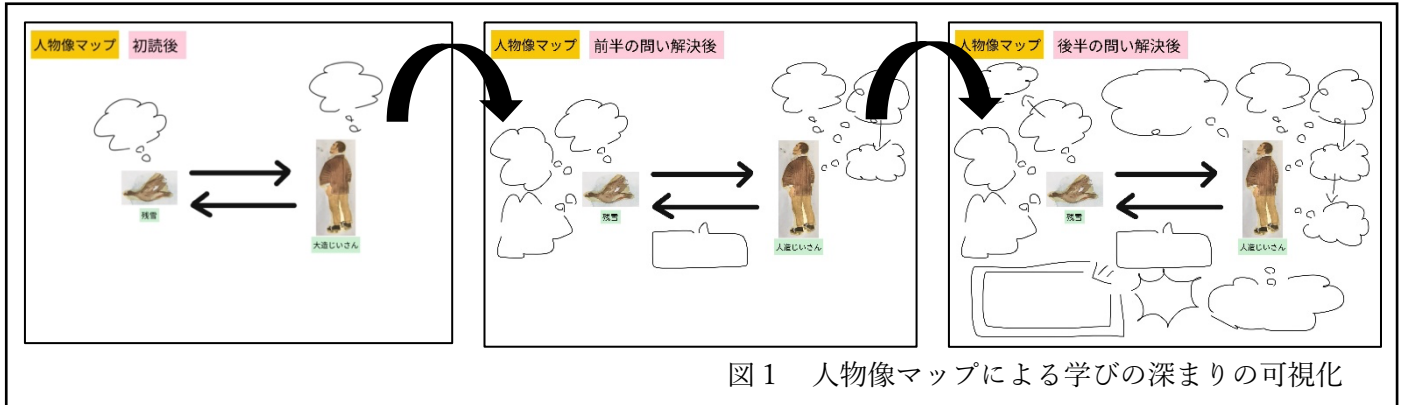 人物像マップ 初読後
残雪
大造じいさん
人物像マップ 前半の問い解決後
残雪
大造じいさん
人物像マップ 後半の問い解決後
残雪
大造じいさん
図1 人物像マップによる学びの深まりの可視化